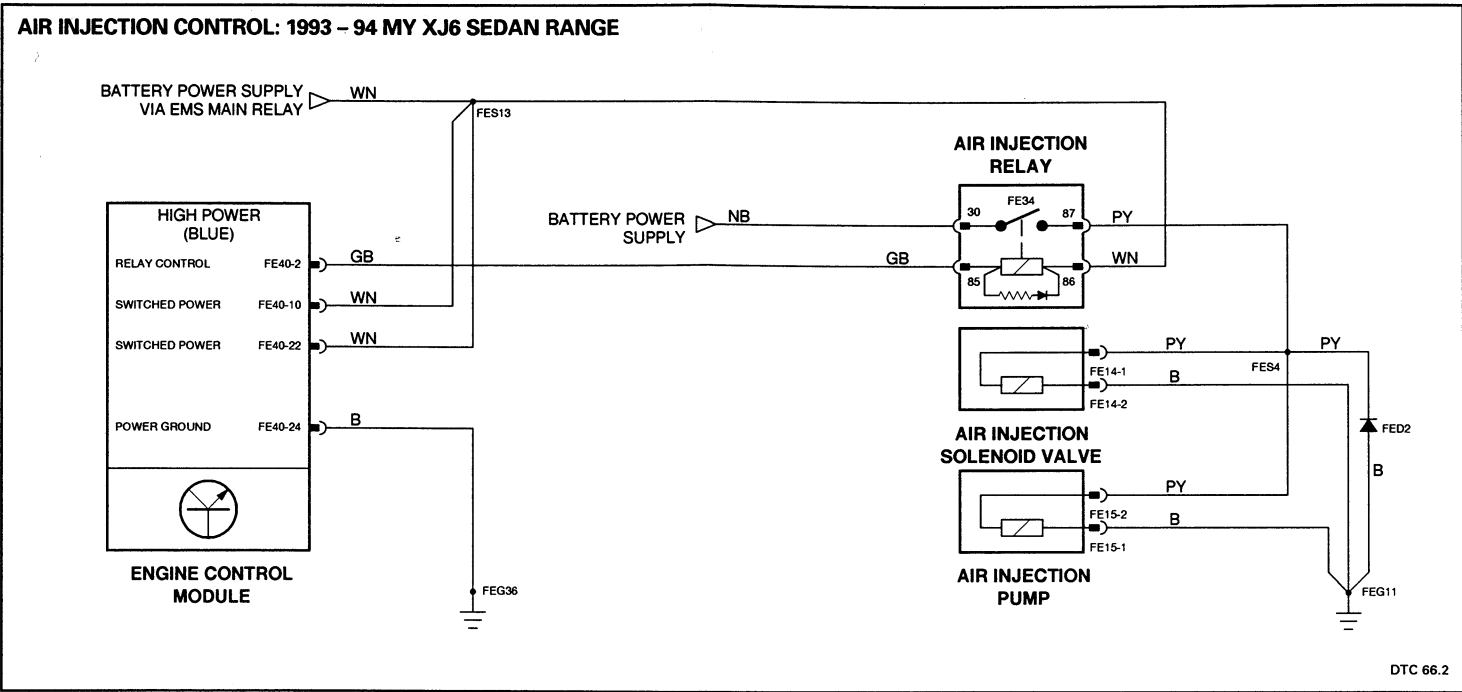 AIR INJECTION CONTROL: 1993 – 94 MY XJ6 SEDAN RANGE
BATTERY POWER SUPPLY
VIA EMS MAIN RELAY
WN
FES13
AIR INJECTION
RELAY
HIGH POWER
(BLUE)
BATTERY POWER
SUPPLY
NB
FE34
30
87
PY
RELAY CONTROL
FE40-2
GB
GB
WN
85
86
SWITCHED POWER
FE40-10
WN
SWITCHED POWER
FE40-22
WN
PY
PY
FE14-1
FES4
B
FE14-2
POWER GROUND
FE40-24
B
AIR INJECTION
SOLENOID VALVE
FED2
B
PY
FE15-2
B
FE15-1
ENGINE CONTROL
MODULE
AIR INJECTION
PUMP
FEG36
FEG11
DTC 66.2